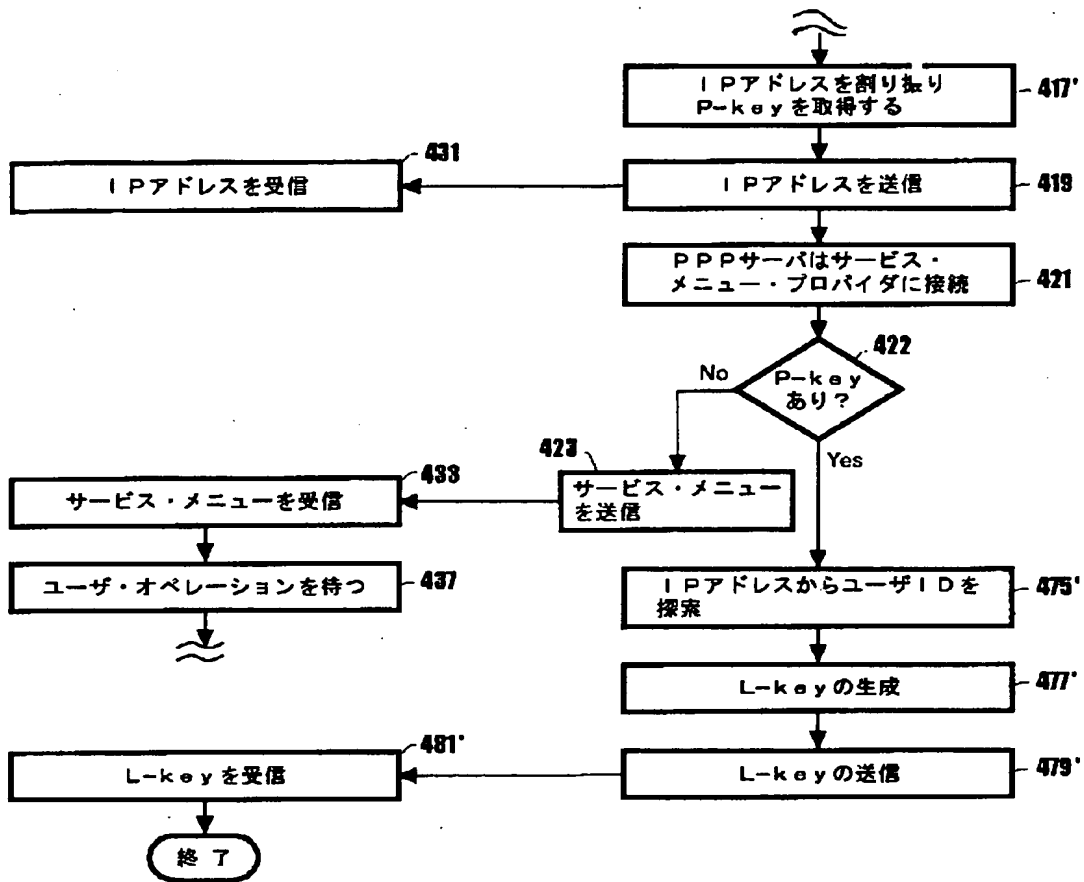 IPアドレスを割り振り
P-keyを取得する
417'
431
IPアドレスを受信
IPアドレスを送信
419
PPPサーバはサービス・
メニュー・プロバイダに接続
421
422
P-key
あり？
No
Yes
423
サービス・メニュー
を送信
433
サービス・メニューを受信
ユーザ・オペレーションを待つ
437
IPアドレスからユーザIDを
探索
475'
L-keyの生成
477'
481'
L-keyを受信
L-keyの送信
479'
終了